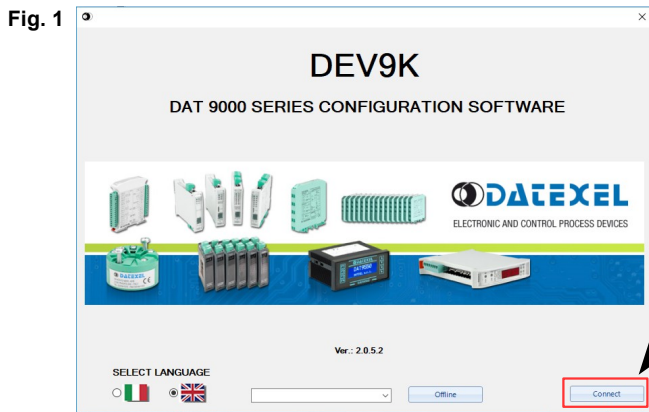 Fig. 1
DEV9K
DAT 9000 SERIES CONFIGURATION SOFTWARE
DATEXEL
ELECTRONIC AND CONTROL PROCESS DEVICES
Ver.: 2.0.5.2
SELECT LANGUAGE
Offline
Connect